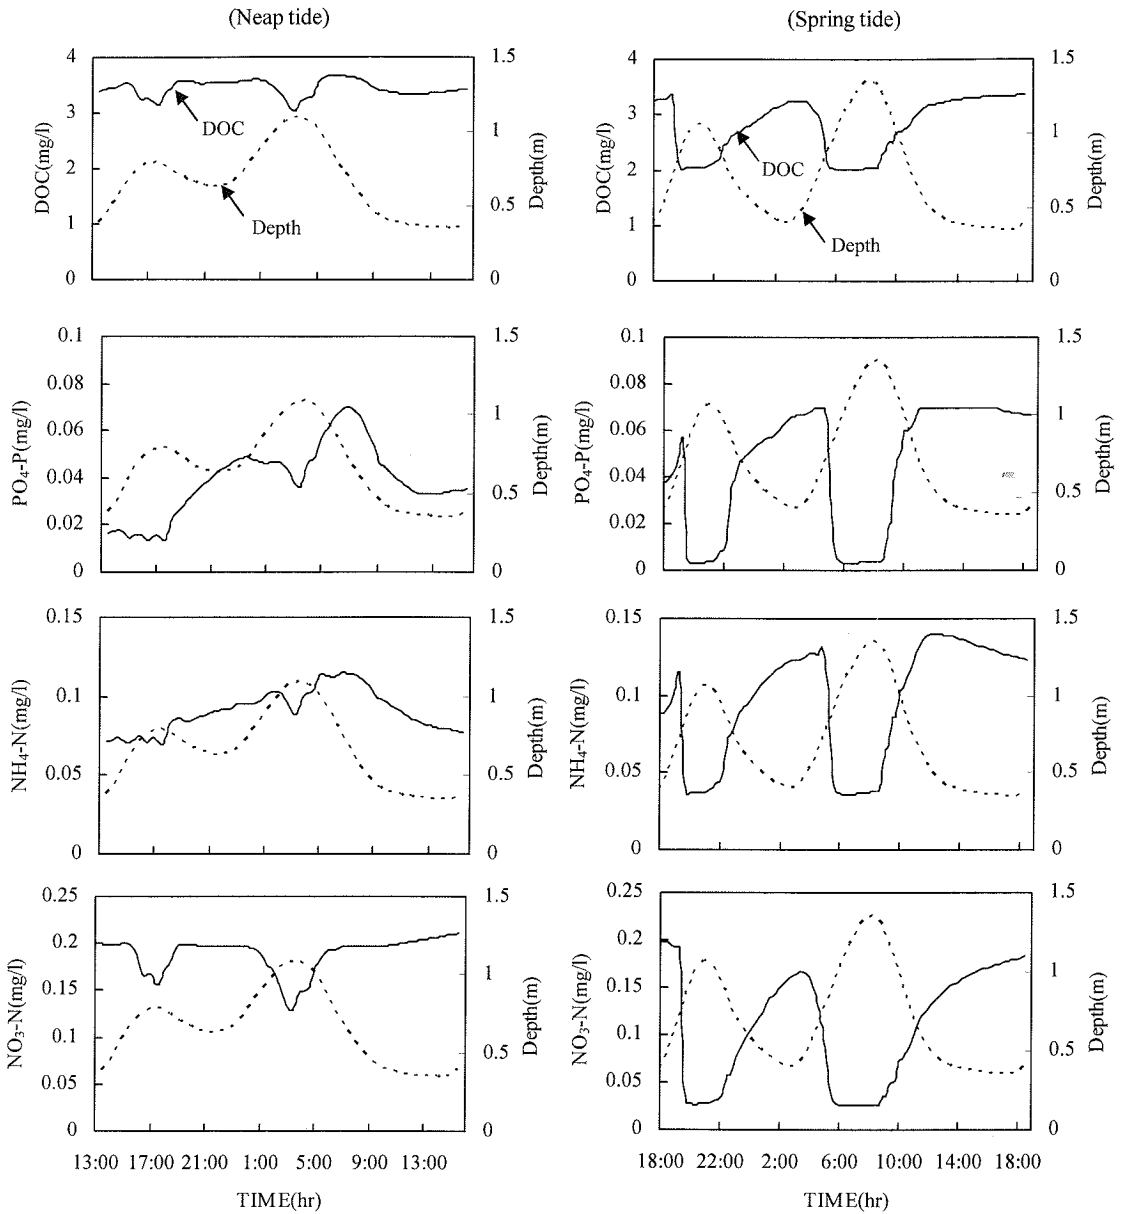 (Neap tide)
(Spring tide)
4
3
2
1
0
DOC(mg/l)
1.5
1
0.5
0
Depth(m)
DOC
Depth
4
3
2
1
0
DOC(mg/l)
1.5
1
0.5
0
Depth(m)
DOC
Depth
0.1
0.08
0.06
0.04
0.02
0
PO4-P(mg/l)
1.5
1
0.5
0
Depth(m)
0.1
0.08
0.06
0.04
0.02
0
PO4-P(mg/l)
1.5
1
0.5
0
Depth(m)
0.15
0.1
0.05
0
NH4-N(mg/l)
1.5
1
0.5
0
Depth(m)
0.15
0.1
0.05
0
NH4-N(mg/l)
1.5
1
0.5
0
Depth(m)
0.25
0.2
0.15
0.1
0.05
0
NO3-N(mg/l)
1.5
1
0.5
0
Depth(m)
13:00 17:00 21:00 1:00 5:00 9:00 13:00
TIME(hr)
0.25
0.2
0.15
0.1
0.05
0
NO3-N(mg/l)
1.5
1
0.5
0
Depth(m)
18:00 22:00 2:00 6:00 10:00 14:00 18:00
TIME(hr)